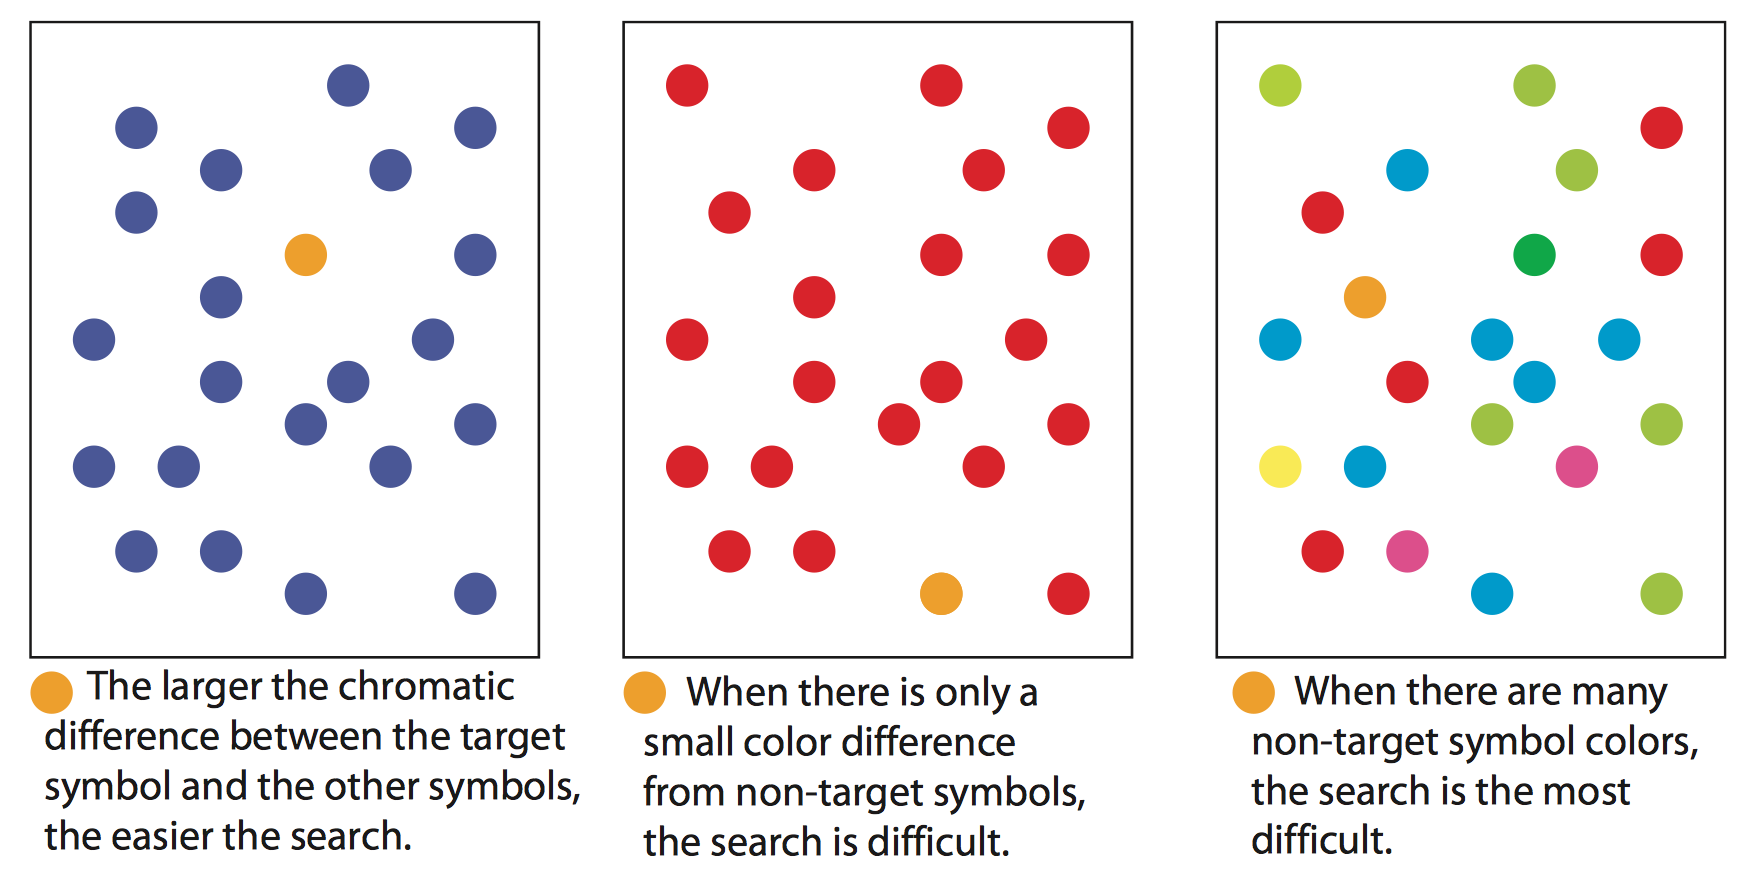 The larger the chromatic
difference between the target
symbol and the other symbols,
the easier the search.
When there is only a
small color difference
from non-target symbols,
the search is difficult.
When there are many
non-target symbol colors,
the search is the most
difficult.